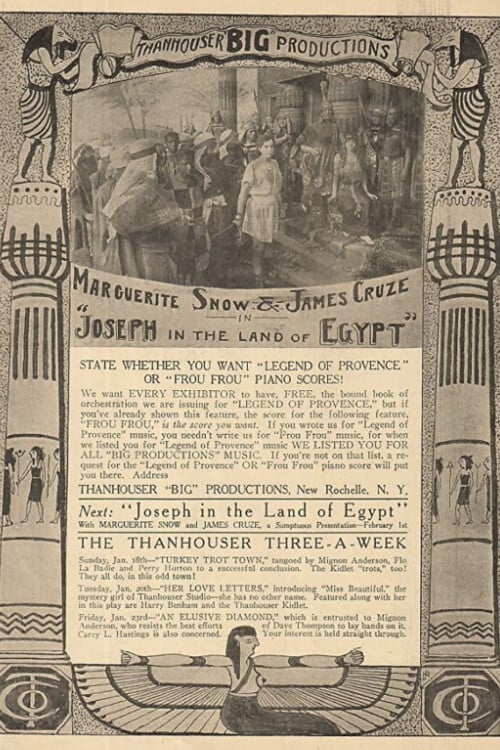 THANHOUSER BIG PRODUCTIONS
MARGUERITE SNOW & JAMES CRUZE
IN
"JOSEPH IN THE LAND OF EGYPT"
STATE WHETHER YOU WANT "LEGEND OF PROVENCE"
OR "FROU FROU" PIANO SCORES!
We want EVERY EXHIBITOR to have, FREE, the bound book of
orchestration we are issuing for "LEGEND OF PROVENCE," but if
you've already shown this feature, the score for the following feature,
"FROU FROU," is the score you want. If you wrote us for "Legend of
Provence" music, you needn't write us for "Frou Frou" music, for when
we listed you for "Legend of Provence" music WE LISTED YOU FOR
ALL "BIG PRODUCTIONS" MUSIC. If you're not on that list, a re-
quest for the "Legend of Provence" OR "Frou Frou" piano score will put
you there. Address
THANHOUSER "BIG" PRODUCTIONS, New Rochelle, N. Y.
Next: "Joseph in the Land of Egypt"
With MARGUERITE SNOW and JAMES CRUZE, a Sumptuous Presentation—February 1st
THE THANHOUSER THREE-A-WEEK
Sunday, Jan. 18th—"TURKEY TROT TOWN," tangoed by Mignon Anderson, Flo
La Badie and Perry Horton to a successful conclusion. The Kidlet "trots," too!
They all do, in this odd town!
Tuesday, Jan. 20th—"HER LOVE LETTERS," introducing "Miss Beautiful," the
mystery girl of Thanhouser Studio—she has no other name. Featured along with her
in this play are Harry Benham and the Thanhouser Kidlet.
Friday, Jan. 23rd—"AN ELUSIVE DIAMOND," which is entrusted to Mignon
Anderson, who resists the best efforts of Dave Thompson to lay hands on it.
Carry L. Hastings is also concerned. Your interest is held straight through.